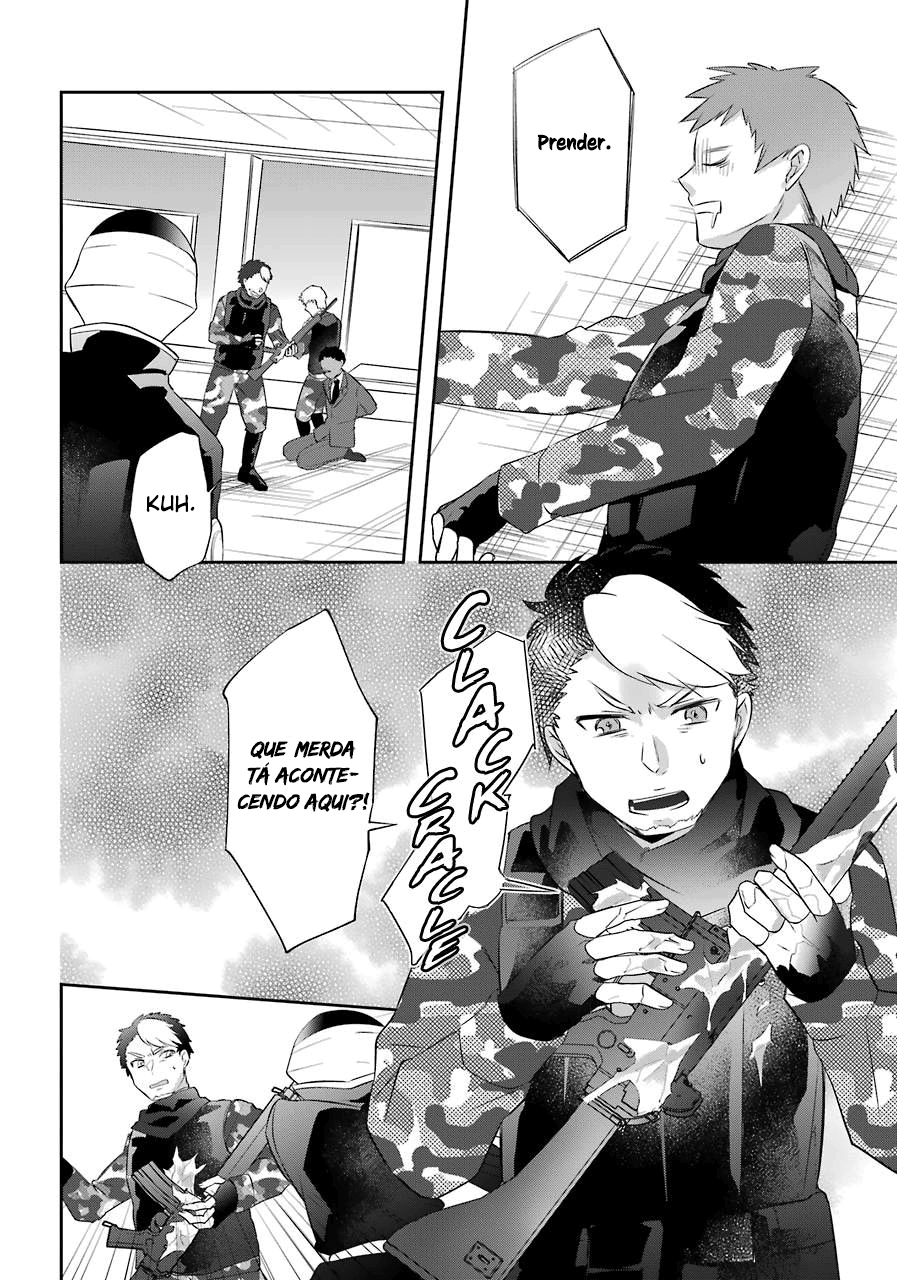 Prender.
KUH.
CLACK
CRACLE
QUE MERDA
TÁ ACONTE-
CENDO AQUI?!